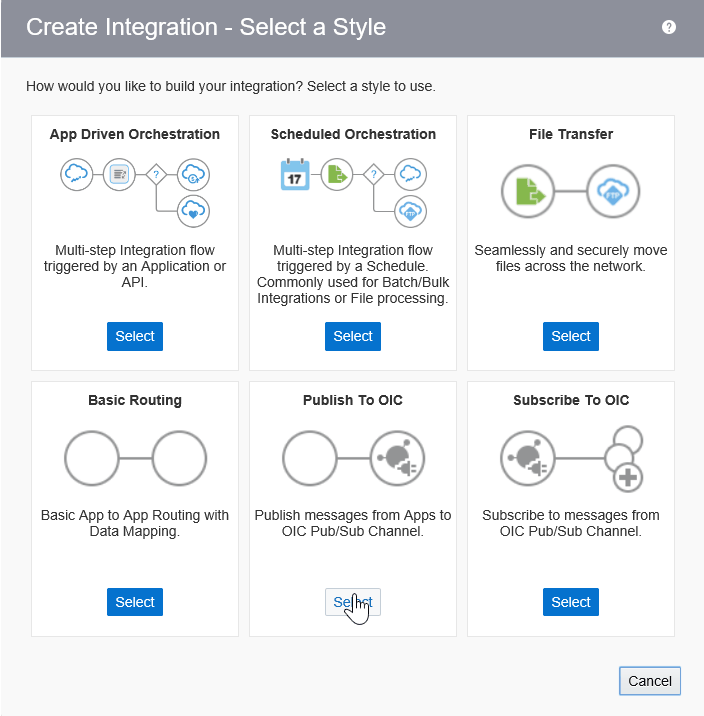 Create Integration - Select a Style
?
How would you like to build your integration? Select a style to use.
App Driven Orchestration
?
Multi-step Integration flow
triggered by an Application or
API.
Select
Scheduled Orchestration
17
?
FTP
Multi-step Integration flow
triggered by a Schedule.
Commonly used for Batch/Bulk
Integrations or File processing.
Select
File Transfer
FTP
Seamlessly and securely move
files across the network.
Select
Basic Routing
Basic App to App Routing with
Data Mapping.
Select
Publish To OIC
Publish messages from Apps to
OIC Pub/Sub Channel.
Select
Subscribe To OIC
Subscribe to messages from
OIC Pub/Sub Channel.
Select
Cancel